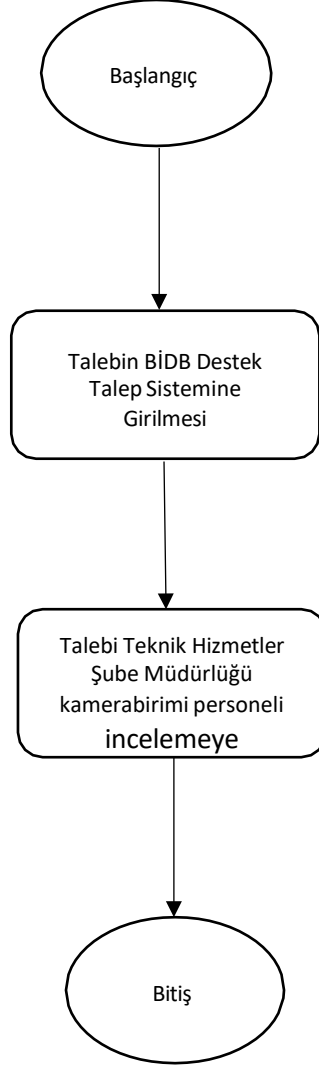 Başlangıç
Talebin BİDB Destek
Talep Sistemine
Girilmesi
Talebi Teknik Hizmetler
Şube Müdürlüğü
kamerabirimi personeli
incelemeye
Bitiş